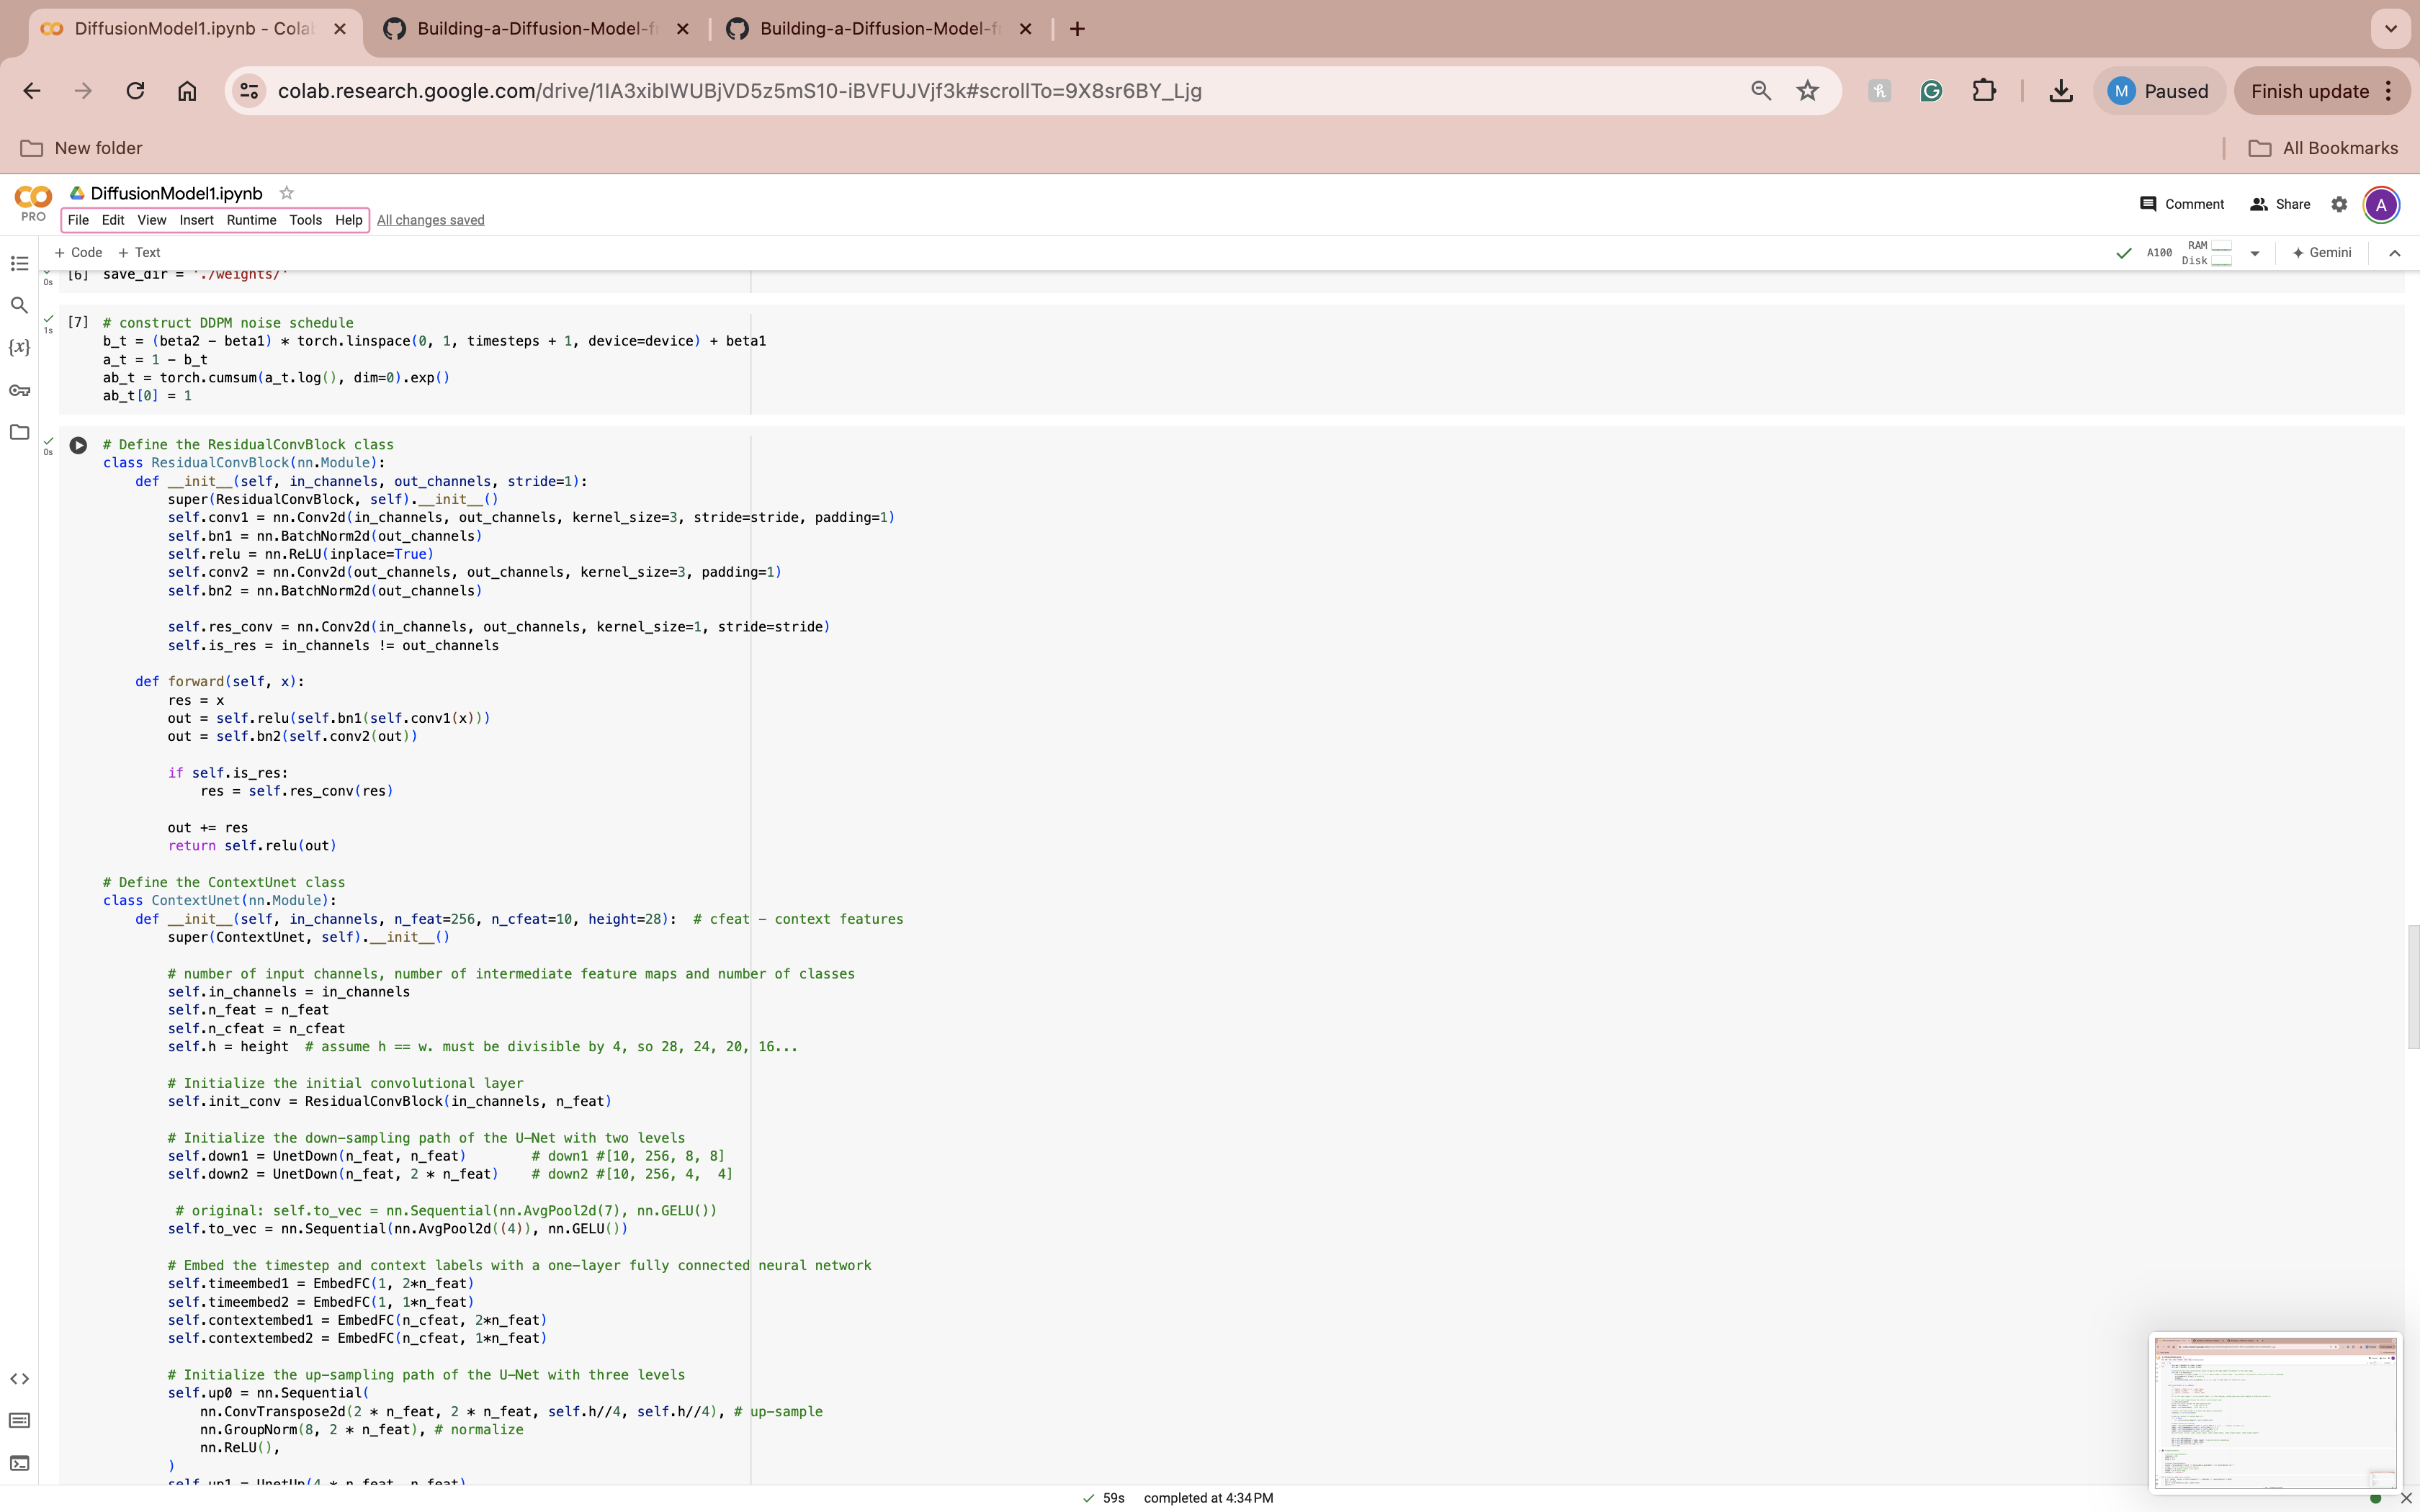 DiffusionModel1.ipynb - Cola
Building-a-Diffusion-Model-f
Building-a-Diffusion-Model-f
colab.research.google.com/drive/1IA3xibIWUBjVD5z5mS10-iBVFUJVjf3k#scrollTo=9X8sr6BY_Ljg
M Paused
Finish update
New folder
All Bookmarks
PRO
DiffusionModel1.ipynb
File Edit View Insert Runtime Tools Help All changes saved
Comment
Share
A
+ Code + Text
A100
RAM
Disk
Gemini
0s
[6] save_dir = './weights/'
1s
[7] # construct DDPM noise schedule
b_t = (beta2 - beta1) * torch.linspace(0, 1, timesteps + 1, device=device) + beta1
a_t = 1 - b_t
ab_t = torch.cumsum(a_t.log(), dim=0).exp()
ab_t[0] = 1
0s
# Define the ResidualConvBlock class
class ResidualConvBlock(nn.Module):
def __init__(self, in_channels, out_channels, stride=1):
super(ResidualConvBlock, self).__init__()
self.conv1 = nn.Conv2d(in_channels, out_channels, kernel_size=3, stride=stride, padding=1)
self.bn1 = nn.BatchNorm2d(out_channels)
self.relu = nn.ReLU(inplace=True)
self.conv2 = nn.Conv2d(out_channels, out_channels, kernel_size=3, padding=1)
self.bn2 = nn.BatchNorm2d(out_channels)
self.res_conv = nn.Conv2d(in_channels, out_channels, kernel_size=1, stride=stride)
self.is_res = in_channels != out_channels
def forward(self, x):
res = x
out = self.relu(self.bn1(self.conv1(x)))
out = self.bn2(self.conv2(out))
if self.is_res:
res = self.res_conv(res)
out += res
return self.relu(out)
# Define the ContextUnet class
class ContextUnet(nn.Module):
def __init__(self, in_channels, n_feat=256, n_cfeat=10, height=28):  # cfeat - context features
super(ContextUnet, self).__init__()
# number of input channels, number of intermediate feature maps and number of classes
self.in_channels = in_channels
self.n_feat = n_feat
self.n_cfeat = n_cfeat
self.h = height  # assume h == w. must be divisible by 4, so 28, 24, 20, 16...
# Initialize the initial convolutional layer
self.init_conv = ResidualConvBlock(in_channels, n_feat)
# Initialize the down-sampling path of the U-Net with two levels
self.down1 = UnetDown(n_feat, n_feat)        # down1 #[10, 256, 8, 8]
self.down2 = UnetDown(n_feat, 2 * n_feat)    # down2 #[10, 256, 4,  4]
# original: self.to_vec = nn.Sequential(nn.AvgPool2d(7), nn.GELU())
self.to_vec = nn.Sequential(nn.AvgPool2d((4)), nn.GELU())
# Embed the timestep and context labels with a one-layer fully connected neural network
self.timeembed1 = EmbedFC(1, 2*n_feat)
self.timeembed2 = EmbedFC(1, 1*n_feat)
self.contextembed1 = EmbedFC(n_cfeat, 2*n_feat)
self.contextembed2 = EmbedFC(n_cfeat, 1*n_feat)
# Initialize the up-sampling path of the U-Net with three levels
self.up0 = nn.Sequential(
nn.ConvTranspose2d(2 * n_feat, 2 * n_feat, self.h//4, self.h//4), # up-sample
nn.GroupNorm(8, 2 * n_feat), # normalize
nn.ReLU(),
)
self.up1 = UnetUp(4 * n_feat, n_feat)
59s completed at 4:34 PM